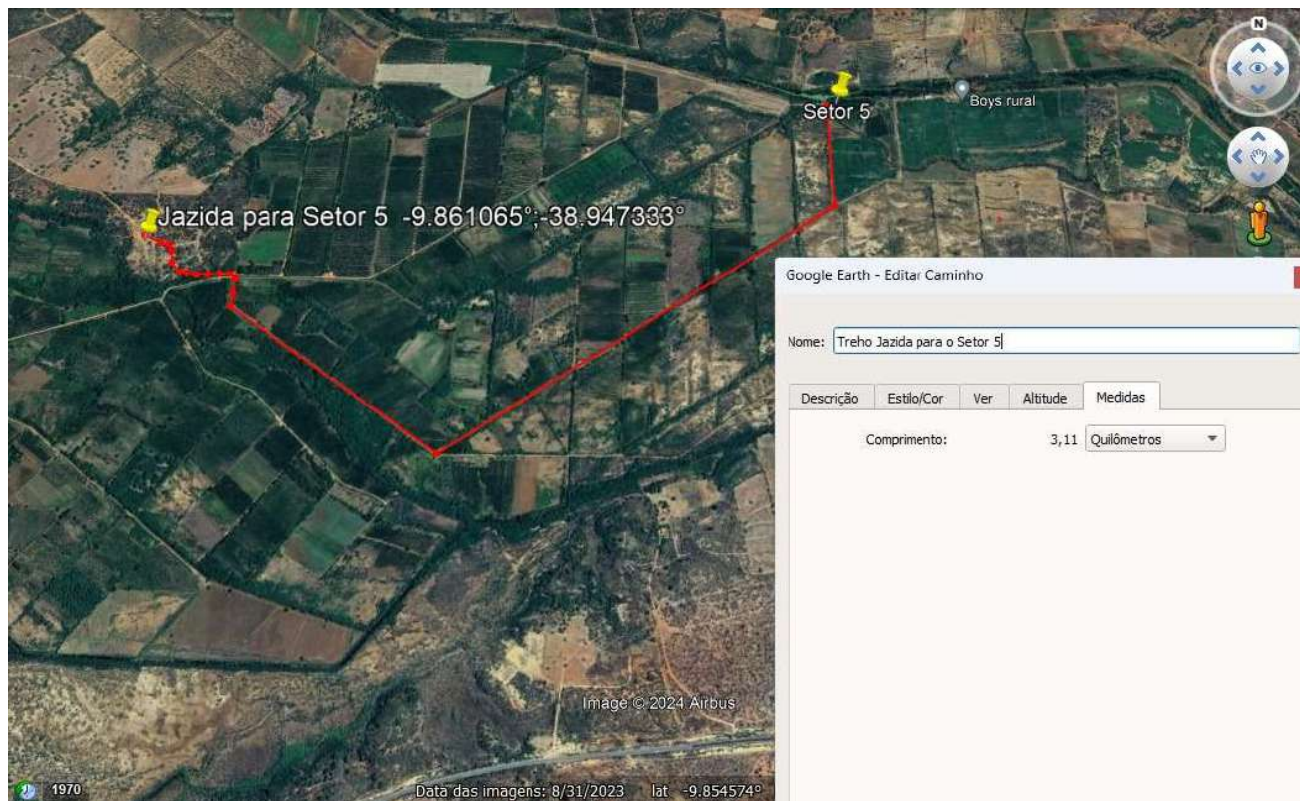 N
Setor 5
Boys rural
Jazida para Setor 5 -9.861065°;-38.947333°
Google Earth - Editar Caminho
Nome: Treho Jazida para o Setor 5
Descrição Estilo/Cor Ver Altitude Medidas
Comprimento: 3,11 Quilômetros
Image © 2024 Airbus
1970 Data das imagens: 8/31/2023 lat -9.854574°